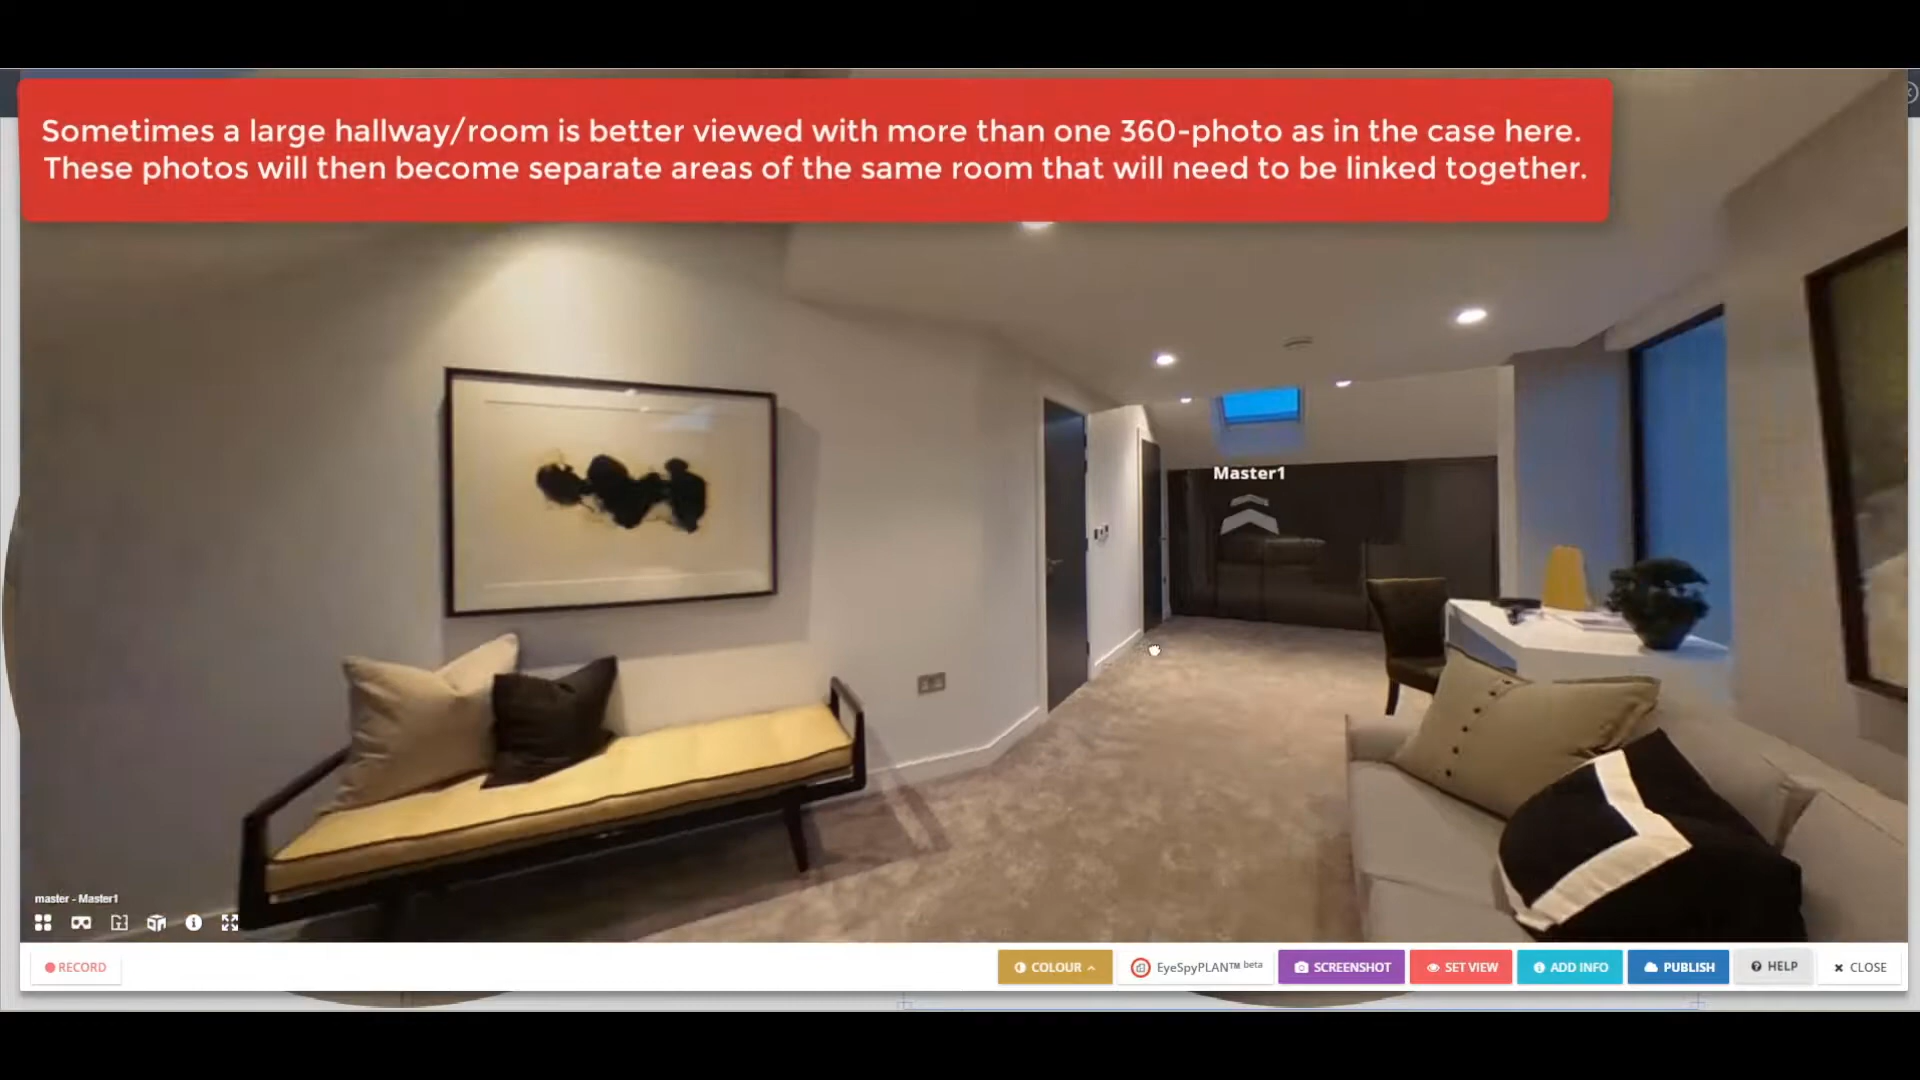 Sometimes a large hallway/room is better viewed with more than one 360-photo as in the case here.
These photos will then become separate areas of the same room that will need to be linked together.
Master1
master - Master1
RECORD
COLOUR
EyeSpyPLAN™ beta
SCREENSHOT
SET VIEW
ADD INFO
PUBLISH
HELP
CLOSE